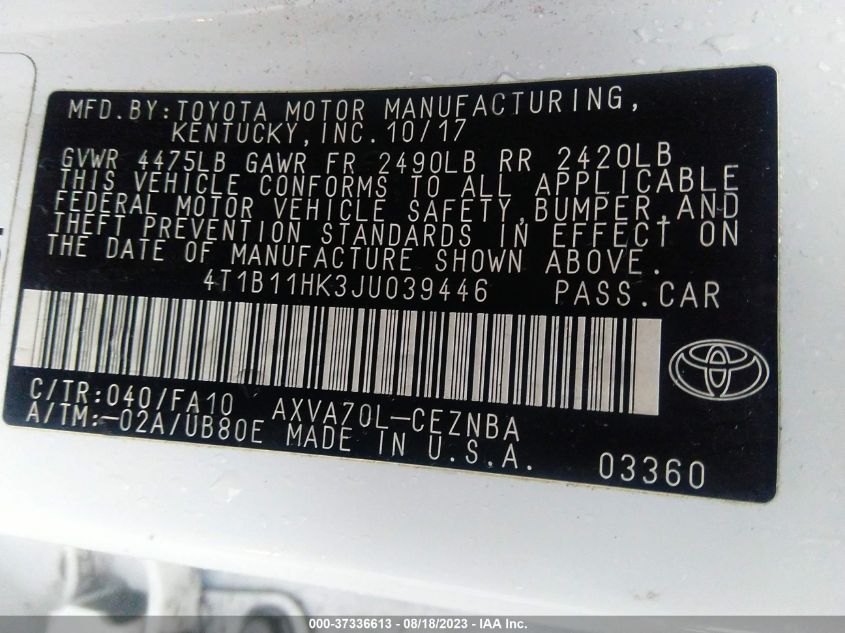 MFD.BY:TOYOTA MOTOR MANUFACTURING,
KENTUCKY,INC.10/17
GVWR 4475LB GAWR FR 2490LB RR 2420LB
THIS VEHICLE CONFORMS TO ALL APPLICABLE
FEDERAL MOTOR VEHICLE SAFETY,BUMPER,AND
THEFT PREVENTION STANDARDS IN EFFECT ON
THE DATE OF MANUFACTURE SHOWN ABOVE.
4T1B11HK3JU039446 PASS.CAR
C/TR:040/FA10 AXVA70L-CEZNBA
A/TM:-02A/UB80E MADE IN U.S.A.
03360
000-37336613 - 08/18/2023 - IAA Inc.